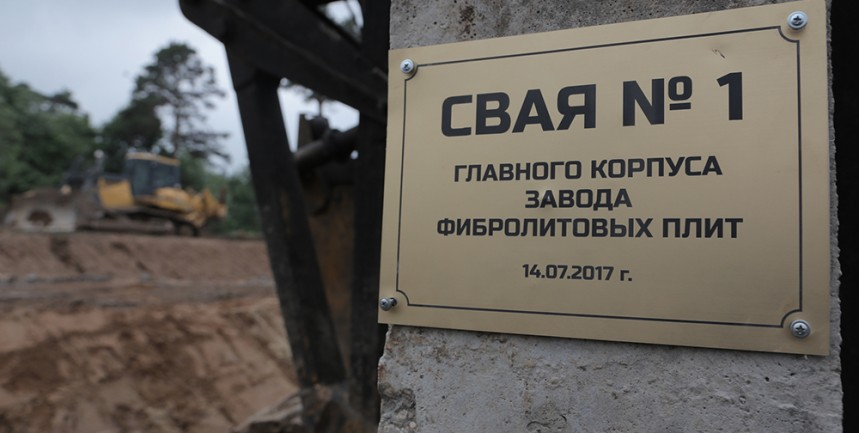 СВАЯ № 1
ГЛАВНОГО КОРПУСА
ЗАВОДА
ФИБРОЛИТОВЫХ ПЛИТ
14.07.2017 г.